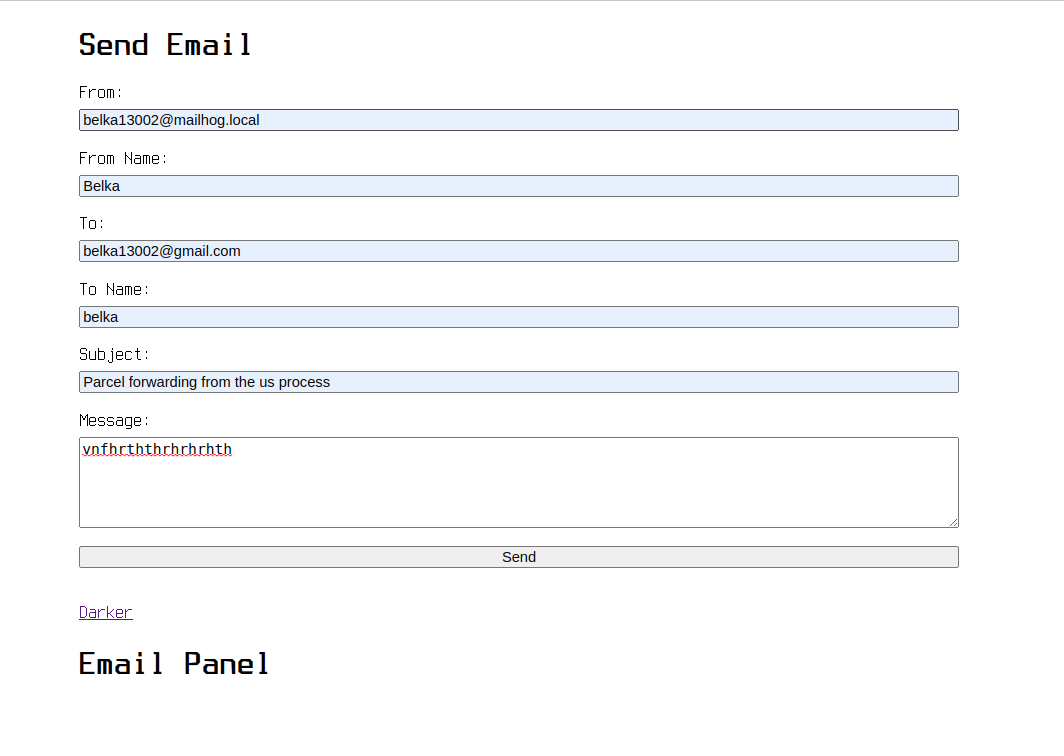 Send Email
From:
belka13002@mailhog.local
From Name:
Belka
To:
belka13002@gmail.com
To Name:
belka
Subject:
Parcel forwarding from the us process
Message:
vnfhrththrhrhrhth
Send
Darker
Email Panel